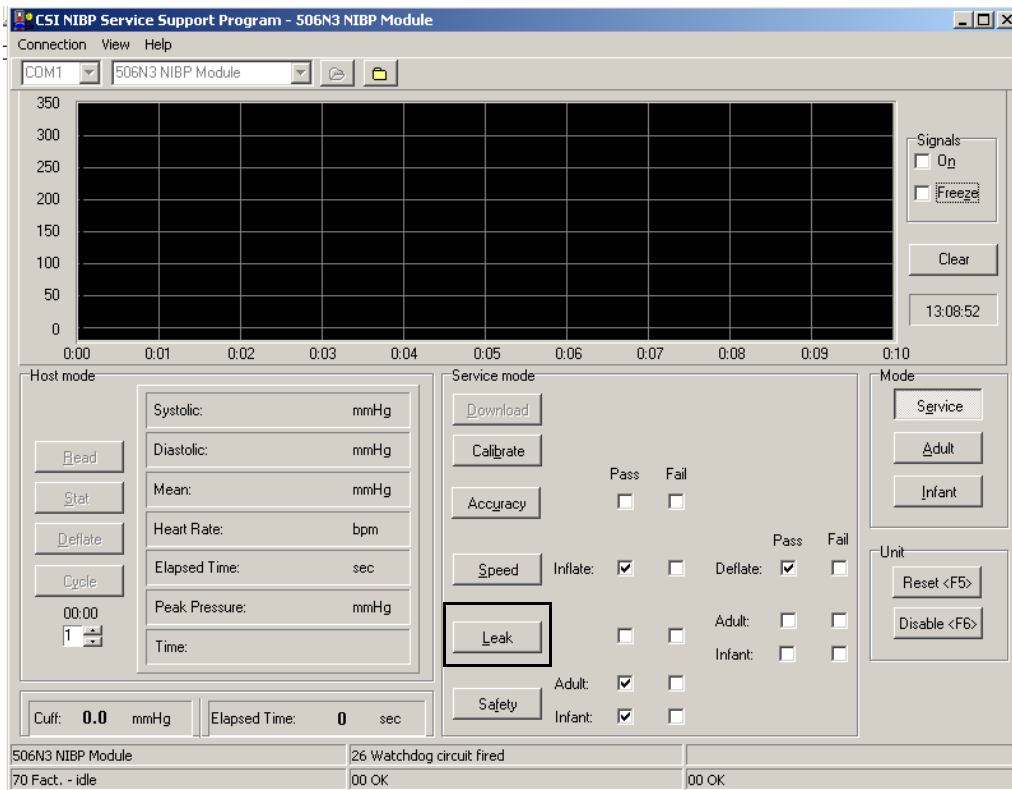 CSI NIBP Service Support Program - 506N3 NIBP Module
Connection View Help
COM1 506N3 NIBP Module
350
300
250
200
150
100
50
0
0:00 0:01 0:02 0:03 0:04 0:05 0:06 0:07 0:08 0:09 0:10
Signals
On
Freeze
Clear
13:08:52
Host mode
Read
Stat
Deflate
Cycle
00:00
1
Systolic: mmHg
Diastolic: mmHg
Mean: mmHg
Heart Rate: bpm
Elapsed Time: sec
Peak Pressure: mmHg
Time:
Cuff: 0.0 mmHg
Elapsed Time: 0 sec
Service mode
Download
Calibrate
Pass Fail
Accuracy
Pass Fail
Speed Inflate: Deflate:
Leak
Adult:
Infant:
Safety
Adult:
Infant:
Mode
Service
Adult
Infant
Unit
Reset <F5>
Disable <F6>
506N3 NIBP Module 26 Watchdog circuit fired
70 Fact. - idle 00 OK 00 OK